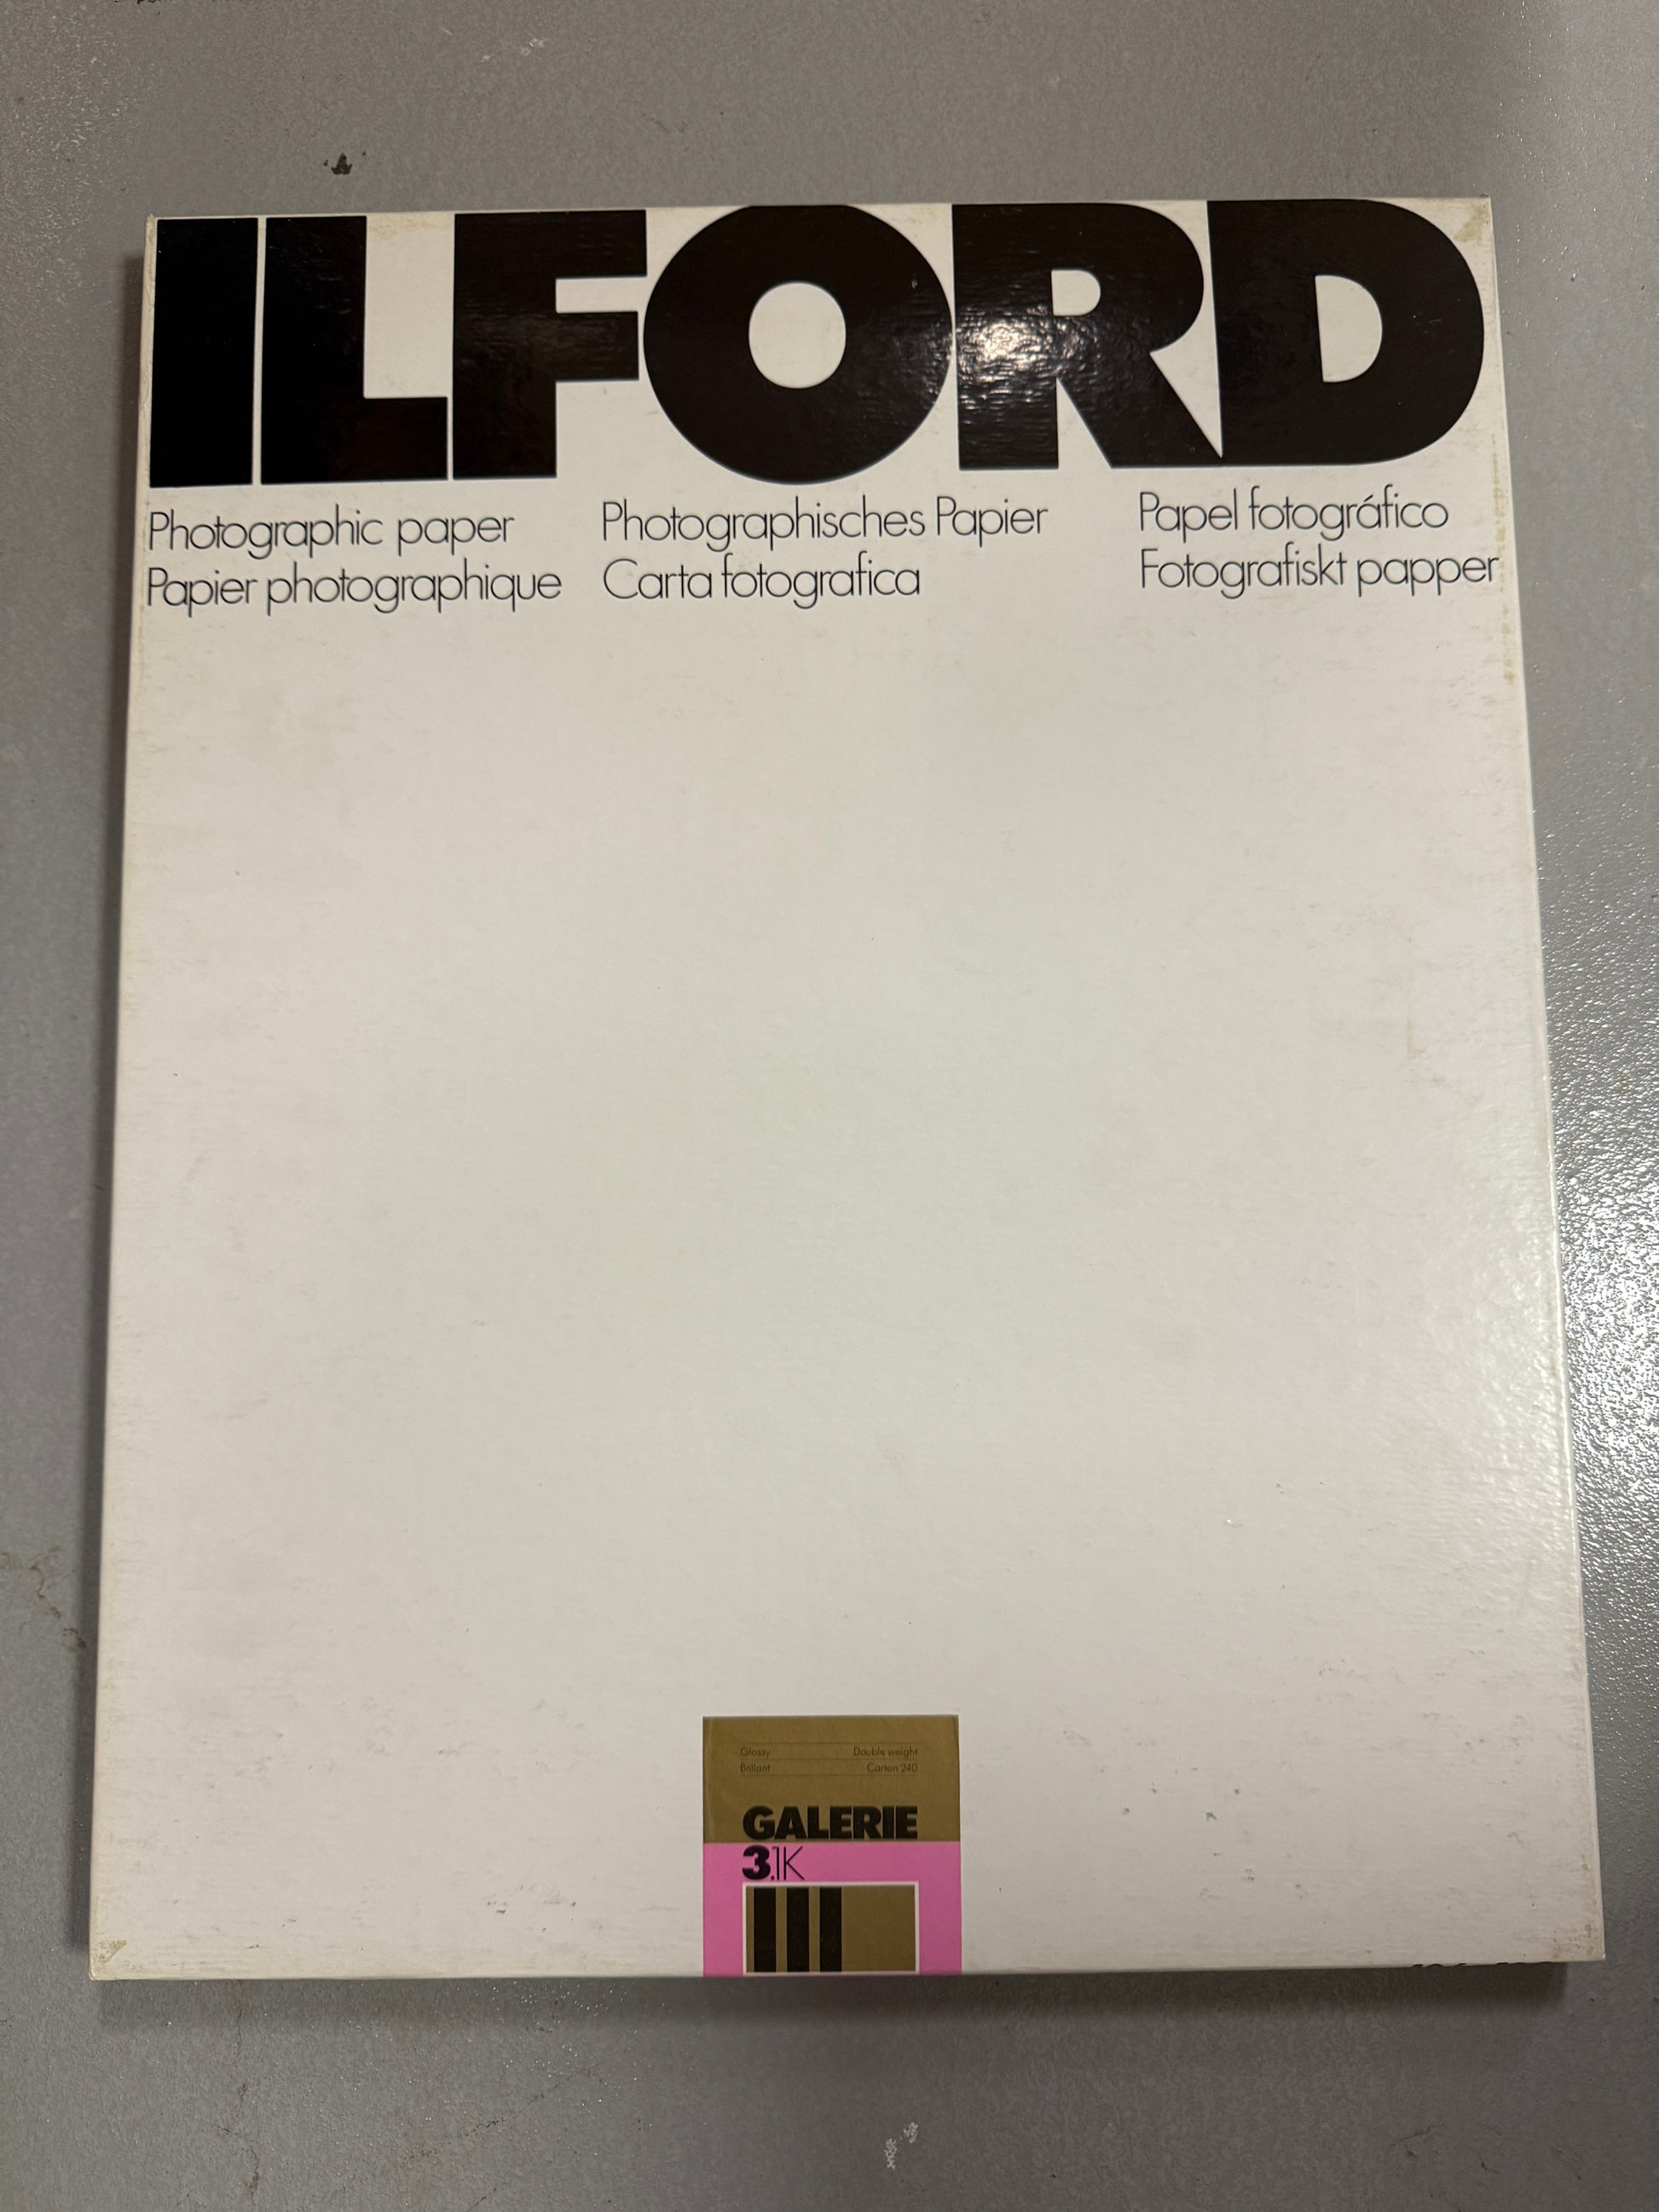 ILFORD
Photographic paper
Papier photographique
Photographisches Papier
Carta fotografica
Papel fotográfico
Fotografiskt papper
Glossy Double weight
Brillant Carton 240
GALERIE
3.1K